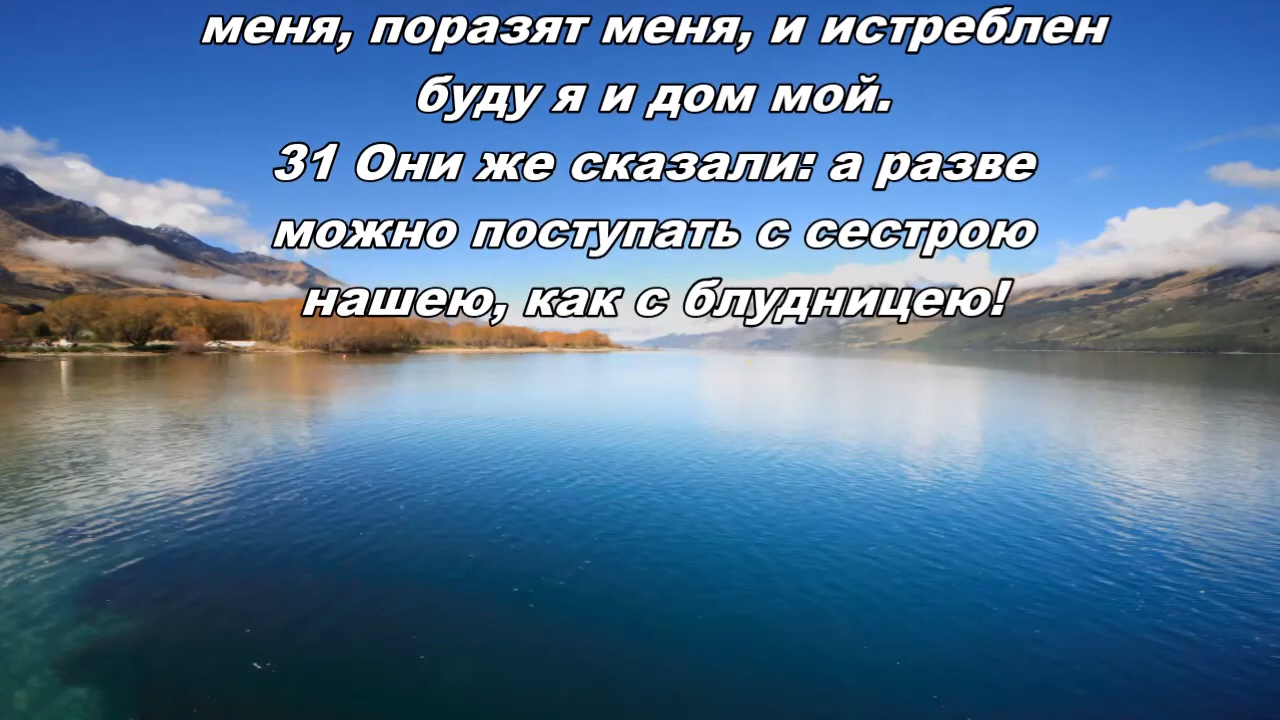 меня, поразят меня, и истреблен
буду я и дом мой.
31 Они же сказали: а разве
можно поступать с сестрою
нашею, как с блудницею!